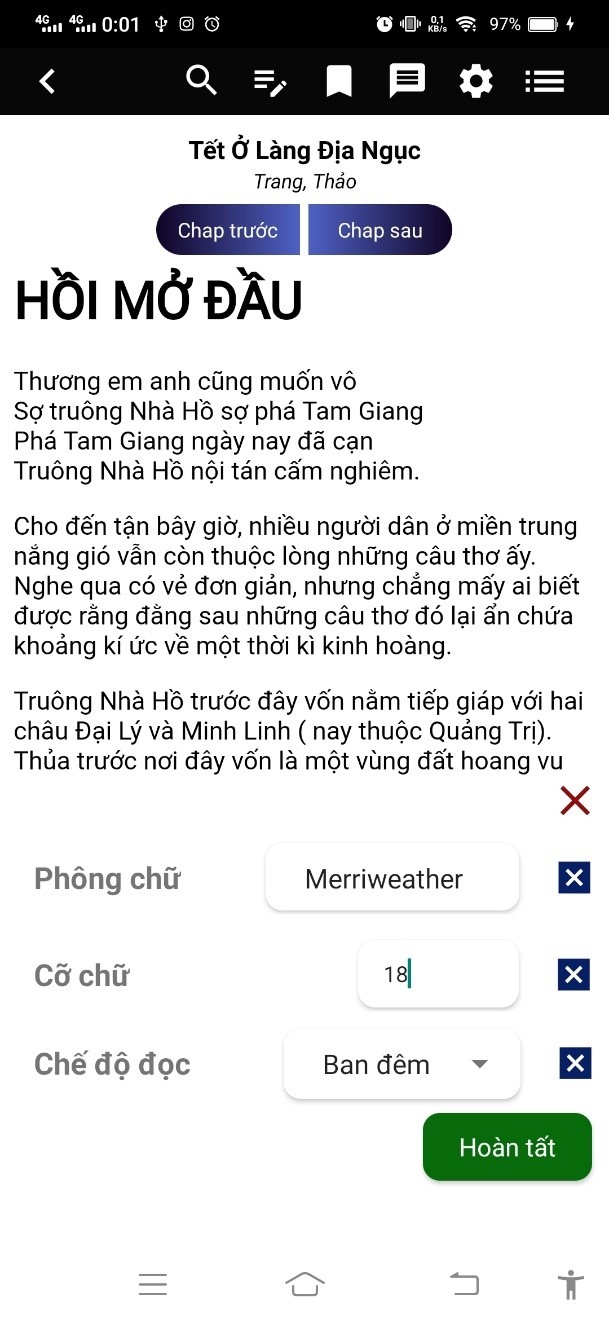 4G 4G 0:01 0,1 KB/s 97%
Tết Ở Làng Địa Ngục
Trang, Thảo
Chap trước Chap sau
HỒI MỞ ĐẦU
Thương em anh cũng muốn vô
Sợ truông Nhà Hồ sợ phá Tam Giang
Phá Tam Giang ngày nay đã cạn
Truông Nhà Hồ nội tán cấm nghiêm.
Cho đến tận bây giờ, nhiều người dân ở miền trung
nắng gió vẫn còn thuộc lòng những câu thơ ấy.
Nghe qua có vẻ đơn giản, nhưng chẳng mấy ai biết
được rằng đằng sau những câu thơ đó lại ẩn chứa
khoảng kí ức về một thời kì kinh hoàng.
Truông Nhà Hồ trước đây vốn nằm tiếp giáp với hai
châu Đại Lý và Minh Linh ( nay thuộc Quảng Trị).
Thủa trước nơi đây vốn là một vùng đất hoang vu
Phông chữ Merriweather
Cỡ chữ 18
Chế độ đọc Ban đêm
Hoàn tất